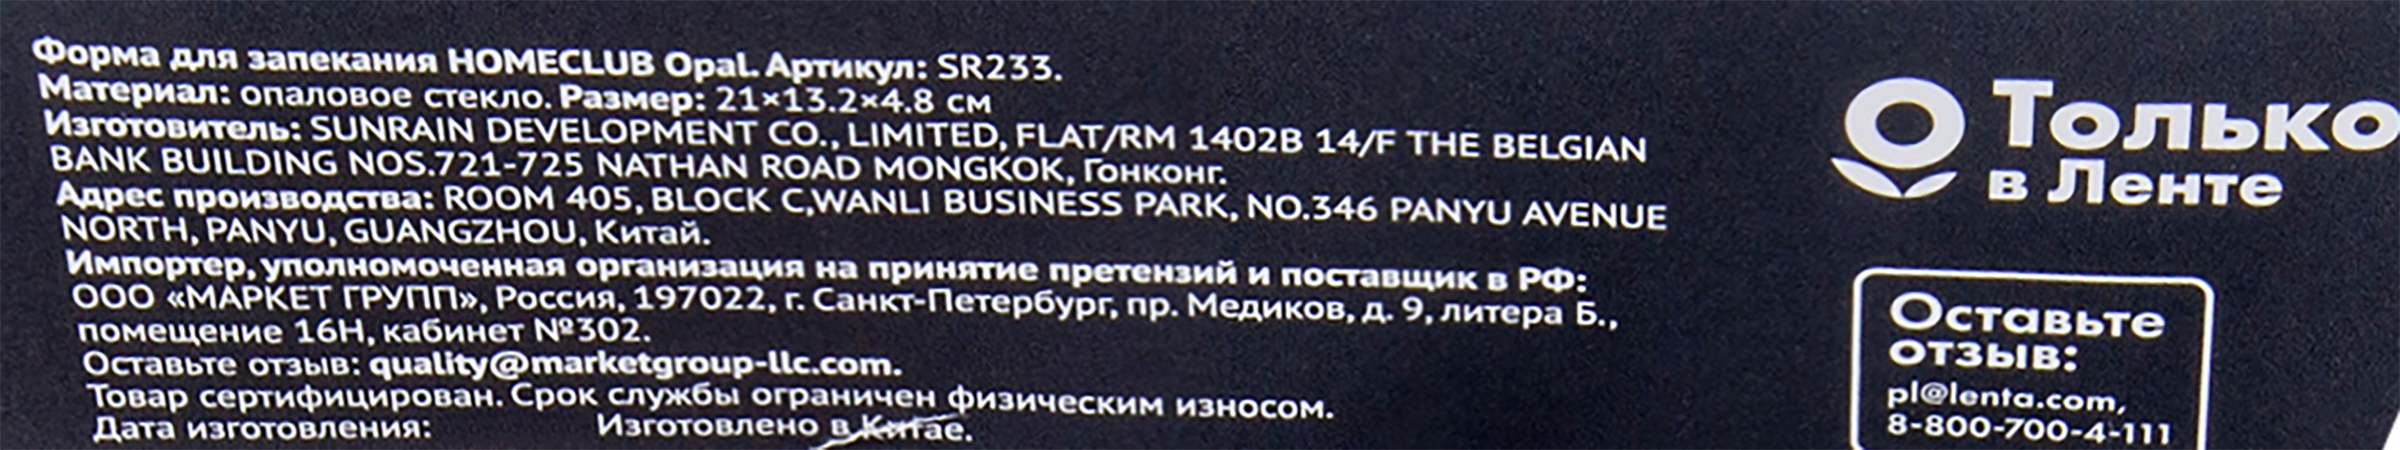 Форма для запекания HOMECLUB Opal. Артикул: SR233.
Материал: опаловое стекло. Размер: 21×13.2×4.8 см
Изготовитель: SUNRAIN DEVELOPMENT CO., LIMITED, FLAT/RM 1402B 14/F THE BELGIAN
BANK BUILDING NOS.721-725 NATHAN ROAD MONGKOK, Гонконг.
Адрес производства: ROOM 405, BLOCK C,WANLI BUSINESS PARK, NO.346 PANYU AVENUE
NORTH, PANYU, GUANGZHOU, Китай.
Импортер, уполномоченная организация на принятие претензий и поставщик в РФ:
ООО «МАРКЕТ ГРУПП», Россия, 197022, г. Санкт-Петербург, пр. Медиков, д. 9, литера Б.,
помещение 16Н, кабинет №302.
Оставьте отзыв: quality@marketgroup-llc.com.
Товар сертифицирован. Срок службы ограничен физическим износом.
Дата изготовления: Изготовлено в Китае.
Только
в Ленте
Оставьте
отзыв:
pl@lenta.com,
8-800-700-4-111